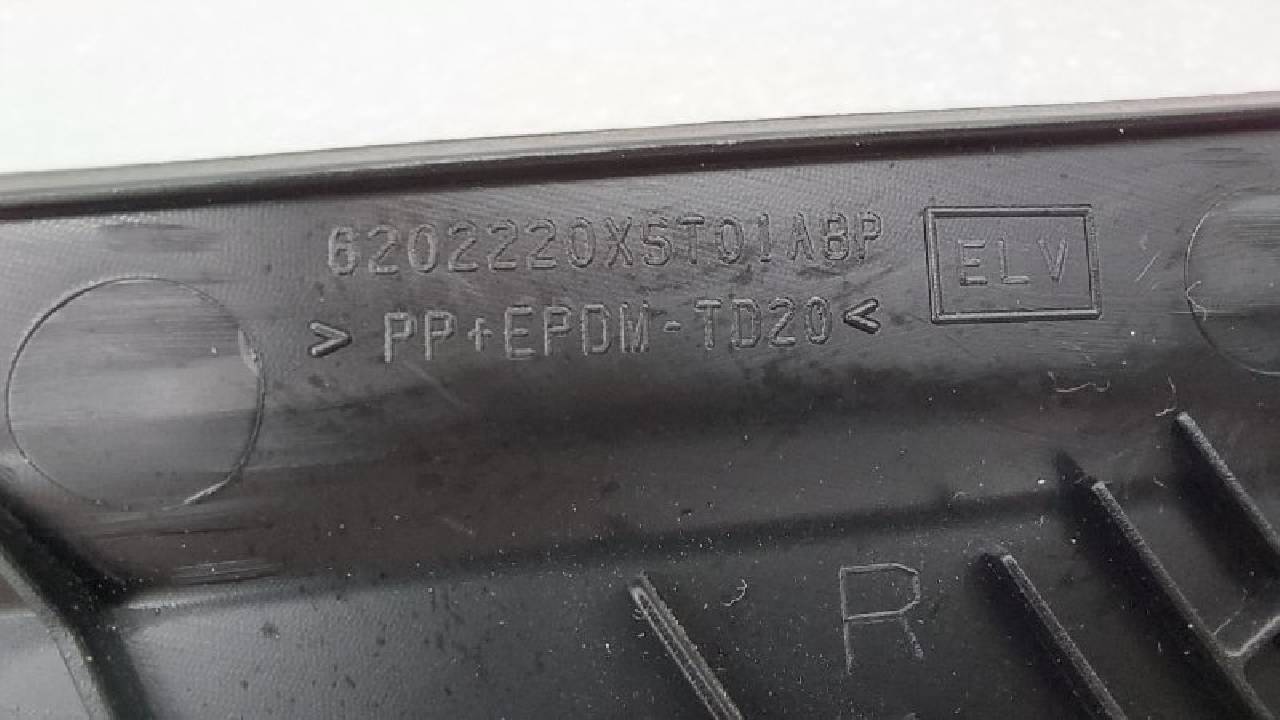 6202220X5T01ABP
ELV
> PP+EPDM-TD20<
R